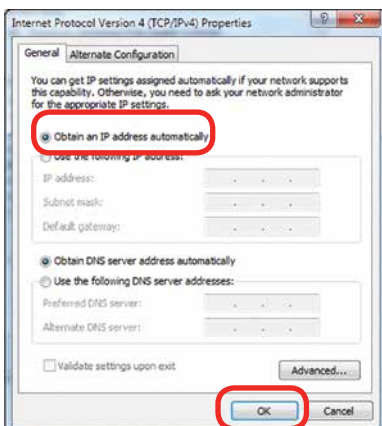 Internet Protocol Version 4 (TCP/IPv4) Properties
General
Alternate Configuration
You can get IP settings assigned automatically if your network supports
this capability. Otherwise, you need to ask your network administrator
for the appropriate IP settings.
Obtain an IP address automatically
Use the following IP address:
IP address:
Subnet mask:
Default gateway:
Obtain DNS server address automatically
Use the following DNS server addresses:
Preferred DNS server:
Alternate DNS server:
Validate settings upon exit
Advanced...
OK
Cancel